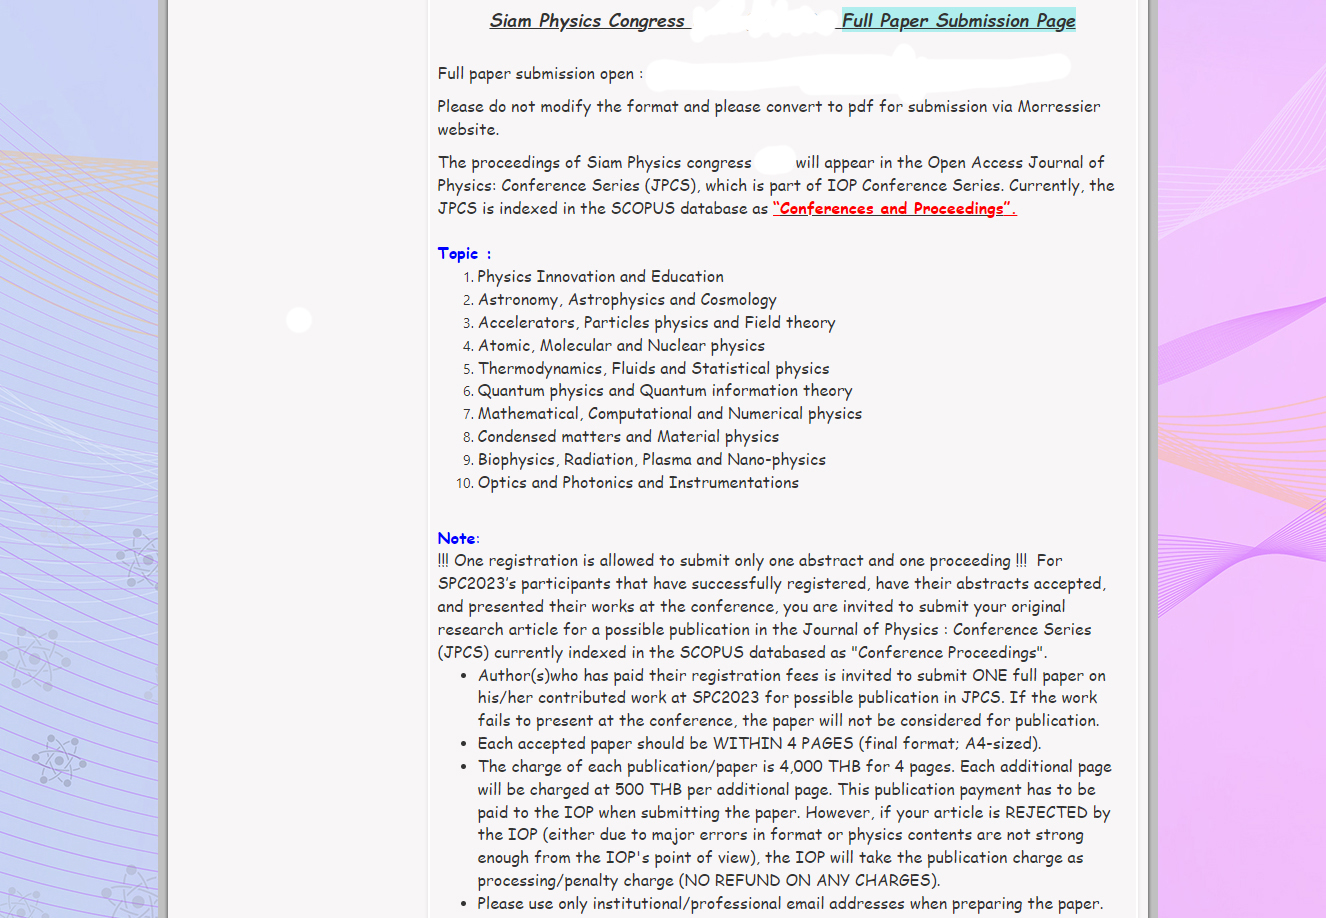 Siam Physics Congress Full Paper Submission Page
Full paper submission open :
Please do not modify the format and please convert to pdf for submission via Morressier
website.
The proceedings of Siam Physics congress will appear in the Open Access Journal of
Physics: Conference Series (JPCS), which is part of IOP Conference Series. Currently, the
JPCS is indexed in the SCOPUS database as “Conferences and Proceedings”.
Topic :
1. Physics Innovation and Education
2. Astronomy, Astrophysics and Cosmology
3. Accelerators, Particles physics and Field theory
4. Atomic, Molecular and Nuclear physics
5. Thermodynamics, Fluids and Statistical physics
6. Quantum physics and Quantum information theory
7. Mathematical, Computational and Numerical physics
8. Condensed matters and Material physics
9. Biophysics, Radiation, Plasma and Nano-physics
10. Optics and Photonics and Instrumentations
Note:
!!! One registration is allowed to submit only one abstract and one proceeding !!! For
SPC2023’s participants that have successfully registered, have their abstracts accepted,
and presented their works at the conference, you are invited to submit your original
research article for a possible publication in the Journal of Physics : Conference Series
(JPCS) currently indexed in the SCOPUS databased as "Conference Proceedings".
• Author(s)who has paid their registration fees is invited to submit ONE full paper on
his/her contributed work at SPC2023 for possible publication in JPCS. If the work
fails to present at the conference, the paper will not be considered for publication.
• Each accepted paper should be WITHIN 4 PAGES (final format; A4-sized).
• The charge of each publication/paper is 4,000 THB for 4 pages. Each additional page
will be charged at 500 THB per additional page. This publication payment has to be
paid to the IOP when submitting the paper. However, if your article is REJECTED by
the IOP (either due to major errors in format or physics contents are not strong
enough from the IOP's point of view), the IOP will take the publication charge as
processing/penalty charge (NO REFUND ON ANY CHARGES).
• Please use only institutional/professional email addresses when preparing the paper.